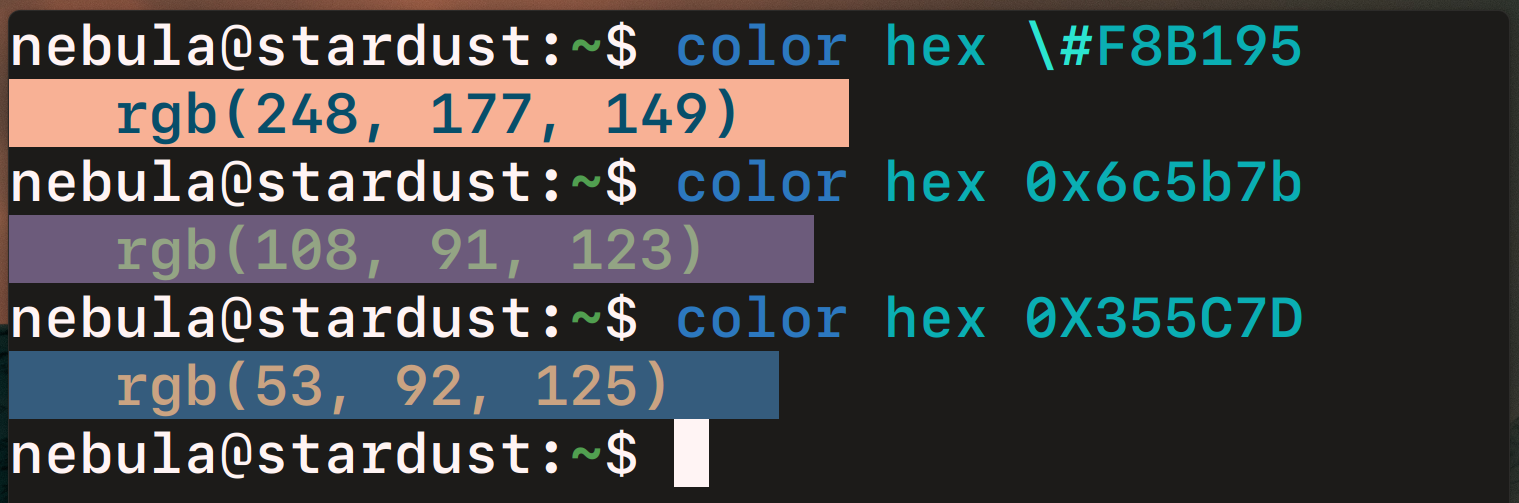 nebula@stardust:~$ color hex \#F8B195
rgb(248, 177, 149)
nebula@stardust:~$ color hex 0x6c5b7b
rgb(108, 91, 123)
nebula@stardust:~$ color hex 0X355C7D
rgb(53, 92, 125)
nebula@stardust:~$